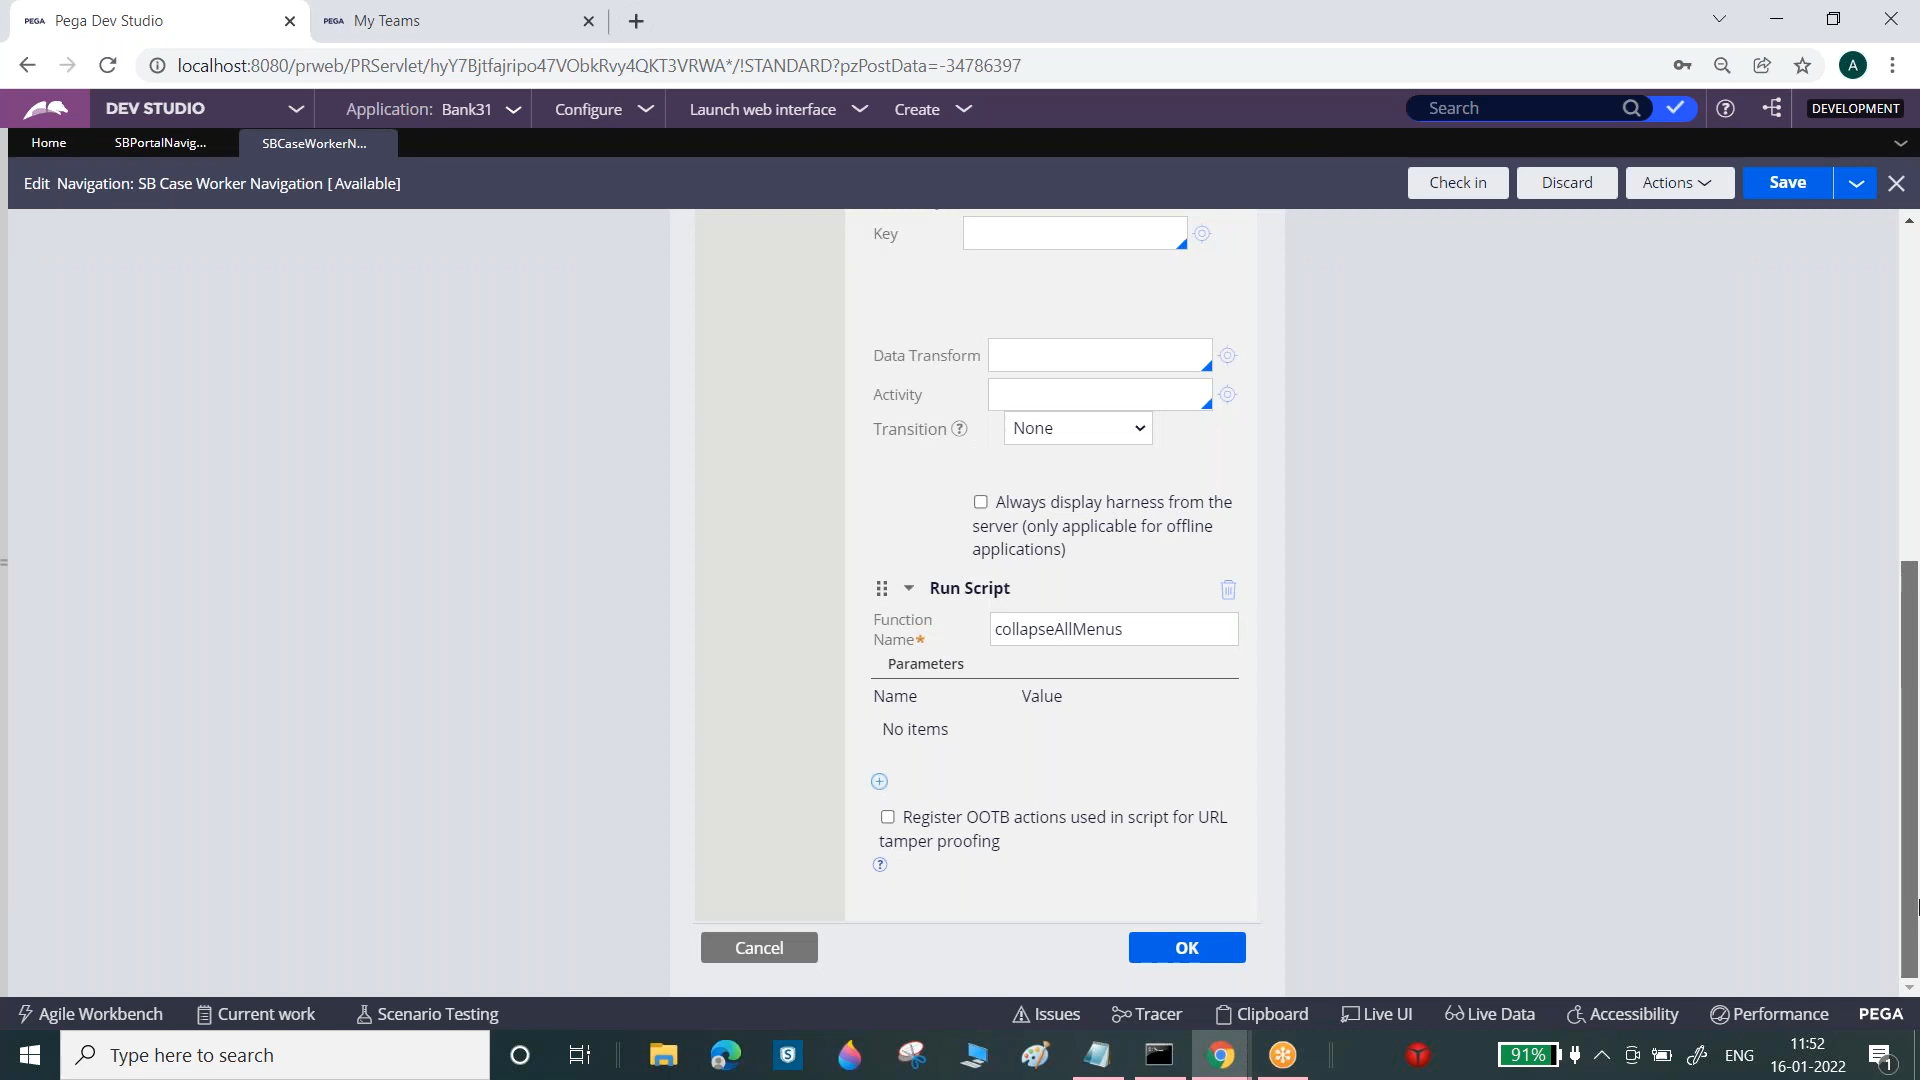 PEGA Pega Dev Studio
PEGA My Teams
localhost:8080/prweb/PRServlet/hyY7Bjtfajripo47VObkRvy4QKT3VRWA*/!STANDARD?pzPostData=-34786397
A
DEV STUDIO
Application: Bank31
Configure
Launch web interface
Create
Search
DEVELOPMENT
Home
SBPortalNavig...
SBCaseWorkerN...
Edit Navigation: SB Case Worker Navigation [Available]
Check in
Discard
Actions
Save
Key
Data Transform
Activity
Transition ?
None
Always display harness from the
server (only applicable for offline
applications)
Run Script
Function
Name*
collapseAllMenus
Parameters
Name Value
No items
Register OOTB actions used in script for URL
tamper proofing
?
Cancel
OK
Agile Workbench
Current work
Scenario Testing
Issues
Tracer
Clipboard
Live UI
Live Data
Accessibility
Performance
PEGA
Type here to search
S
91%
ENG
11:52
16-01-2022
1